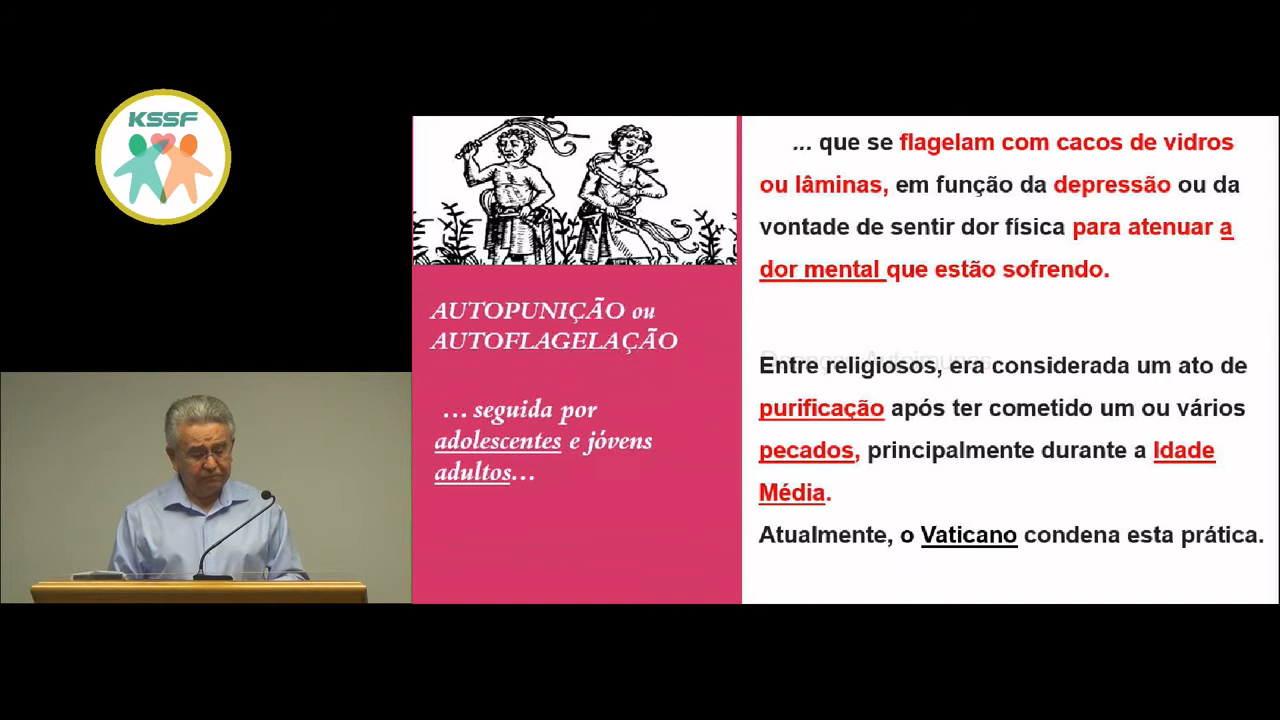 KSSF
AUTOPUNIÇÃO ou
AUTOFLAGELAÇÃO
... seguida por
adolescentes e jóvens
adultos...
... que se flagelam com cacos de vidros
ou lâminas, em função da depressão ou da
vontade de sentir dor física para atenuar a
dor mental que estão sofrendo.
Doenças Autoimunes
Entre religiosos, era considerada um ato de
purificação após ter cometido um ou vários
pecados, principalmente durante a Idade
Média.
Atualmente, o Vaticano condena esta prática.